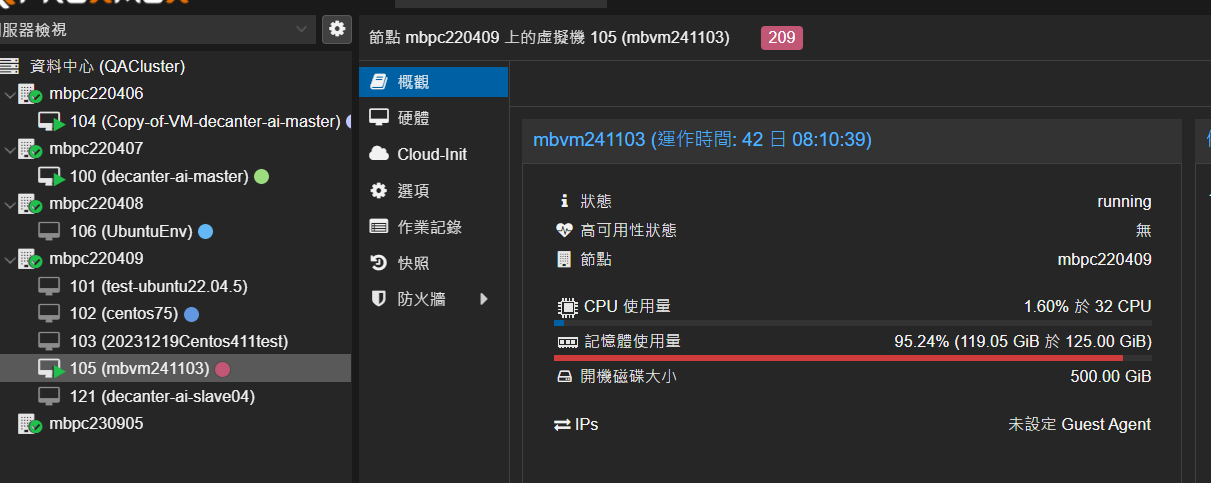 服器檢視
資料中心 (QACluster)
mbpc220406
104 (Copy-of-VM-decanter-ai-master)
mbpc220407
100 (decanter-ai-master)
mbpc220408
106 (UbuntuEnv)
mbpc220409
101 (test-ubuntu22.04.5)
102 (centos75)
103 (20231219Centos411test)
105 (mbvm241103)
121 (decanter-ai-slave04)
mbpc230905
節點 mbpc220409 上的虛擬機 105 (mbvm241103) 209
概觀
硬體
Cloud-Init
選項
作業記錄
快照
防火牆
mbvm241103 (運作時間: 42 日 08:10:39)
狀態 running
高可用性狀態 無
節點 mbpc220409
CPU 使用量 1.60% 於 32 CPU
記憶體使用量 95.24% (119.05 GiB 於 125.00 GiB)
開機磁碟大小 500.00 GiB
IPs 未設定 Guest Agent